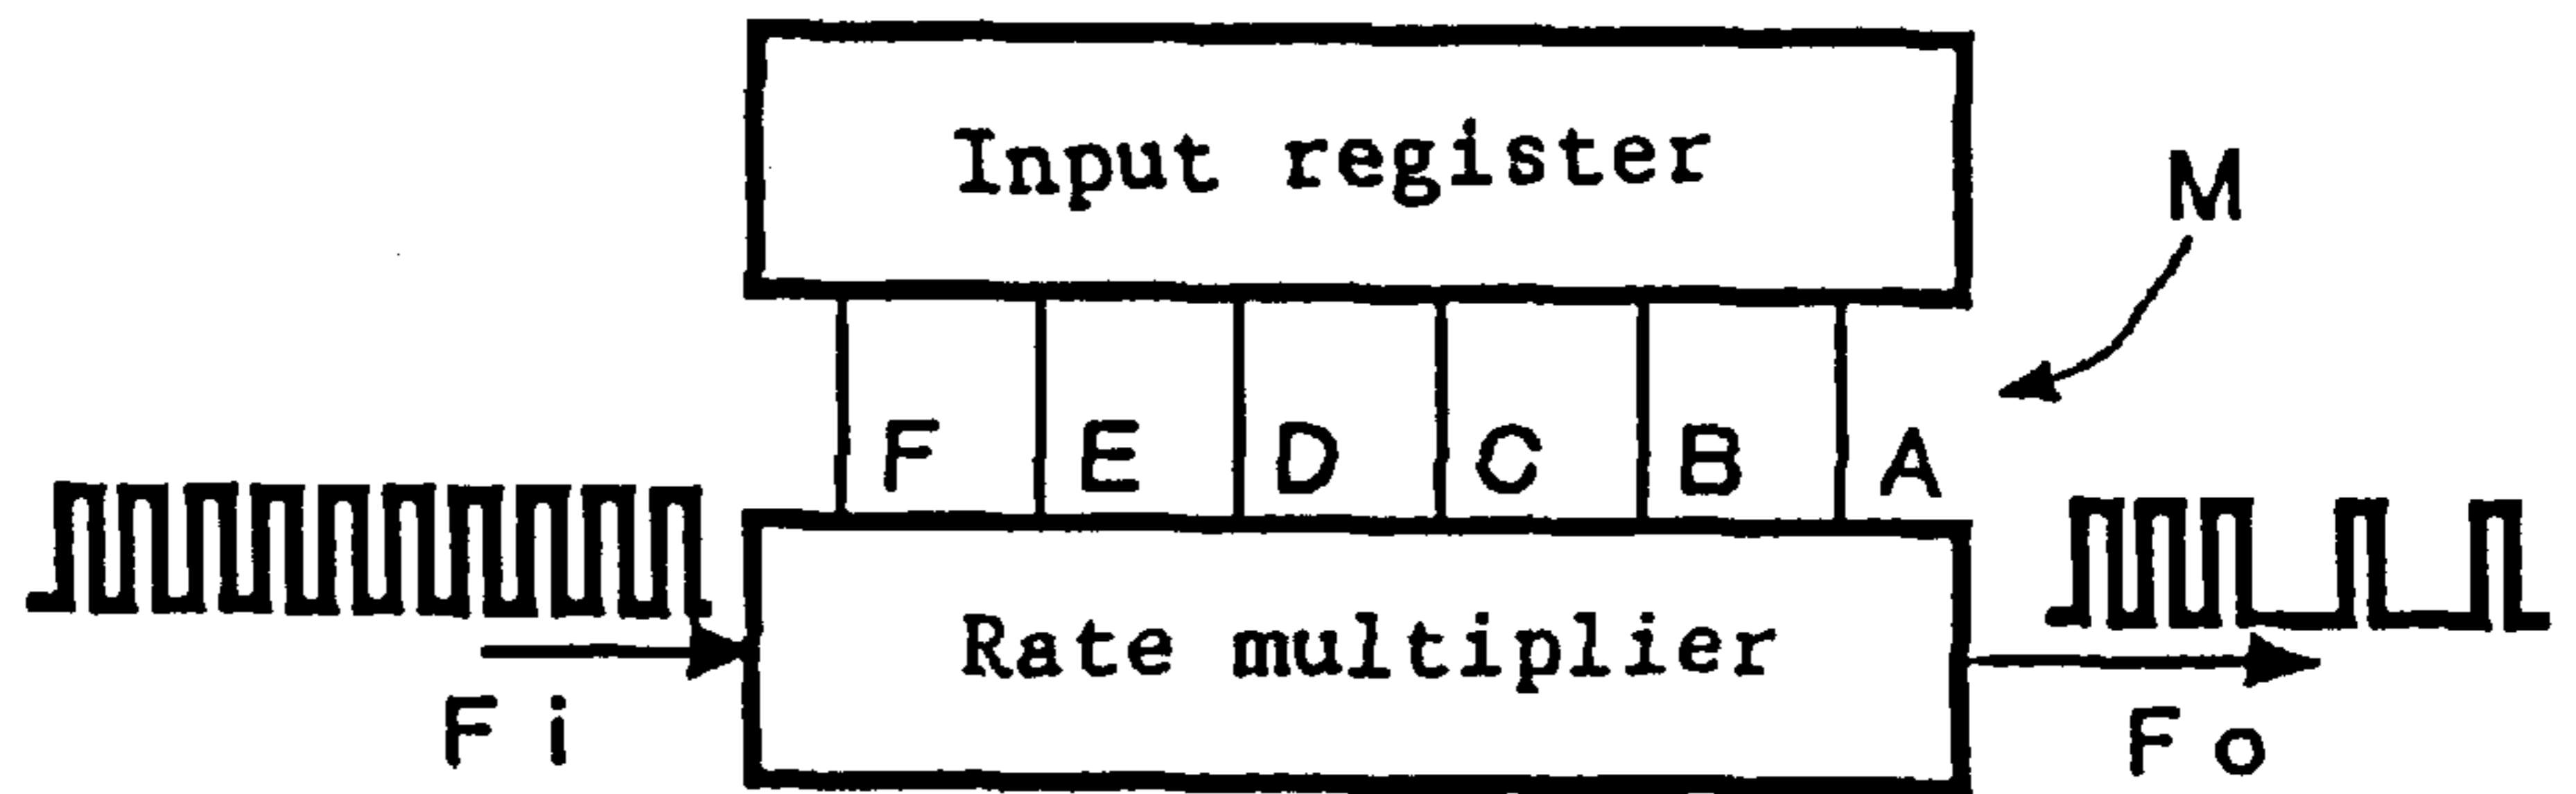 Input register
M
F E D C B A
Rate multiplier
Fi
Fo